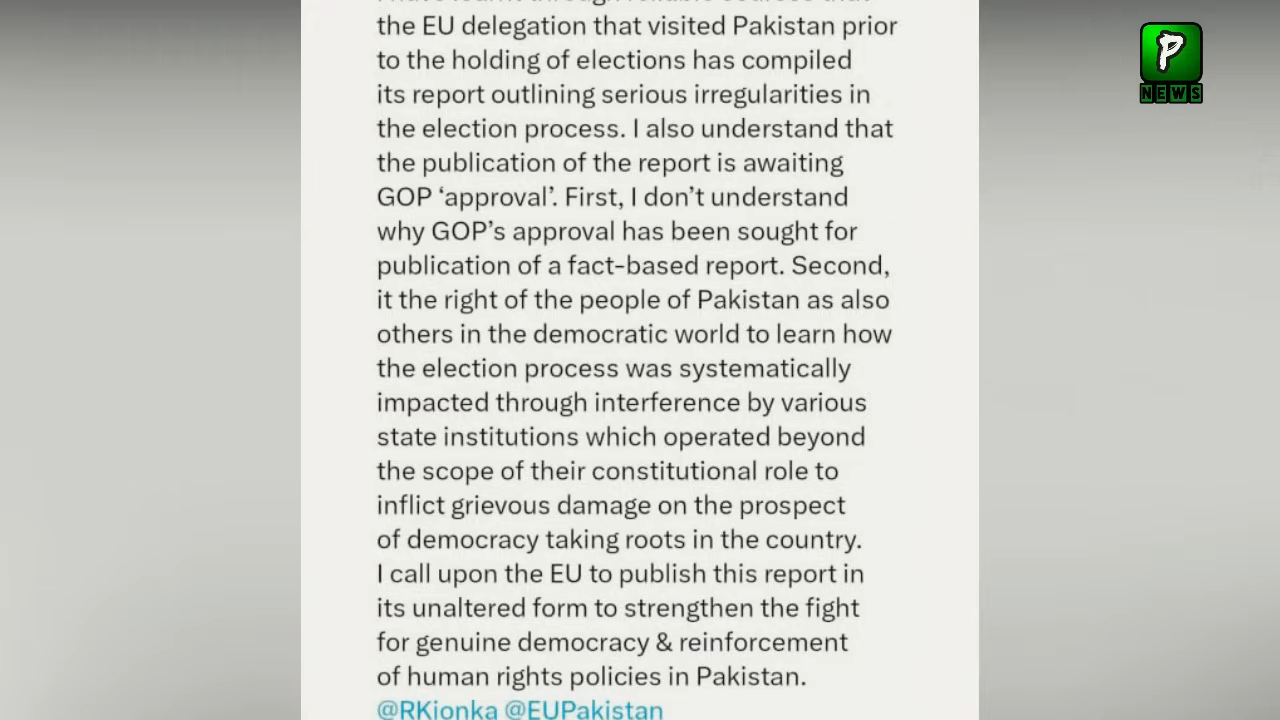 the EU delegation that visited Pakistan prior
to the holding of elections has compiled
its report outlining serious irregularities in
the election process. I also understand that
the publication of the report is awaiting
GOP ‘approval’. First, I don’t understand
why GOP’s approval has been sought for
publication of a fact-based report. Second,
it the right of the people of Pakistan as also
others in the democratic world to learn how
the election process was systematically
impacted through interference by various
state institutions which operated beyond
the scope of their constitutional role to
inflict grievous damage on the prospect
of democracy taking roots in the country.
I call upon the EU to publish this report in
its unaltered form to strengthen the fight
for genuine democracy & reinforcement
of human rights policies in Pakistan.
@RKionka @EUPakistan
P
NEWS